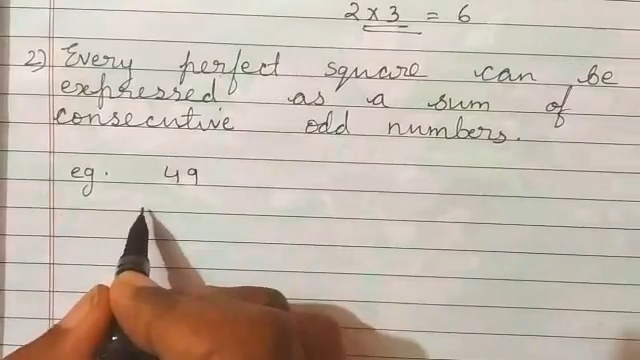 2 x 3 = 6
2) Every perfect square can be
expressed as a sum of
consecutive odd numbers.
eg. 49